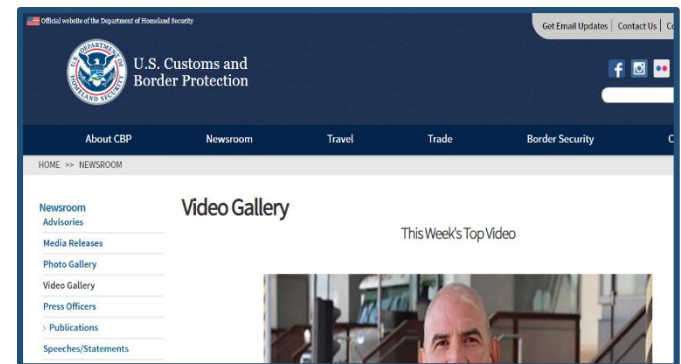 Official website of the Department of Homeland Security
Get Email Updates | Contact Us |
U.S. Customs and
Border Protection
About CBP Newsroom Travel Trade Border Security
HOME >> NEWSROOM
Newsroom
Advisories
Media Releases
Photo Gallery
Video Gallery
Press Officers
> Publications
Speeches/Statements
Video Gallery
This Week's Top Video